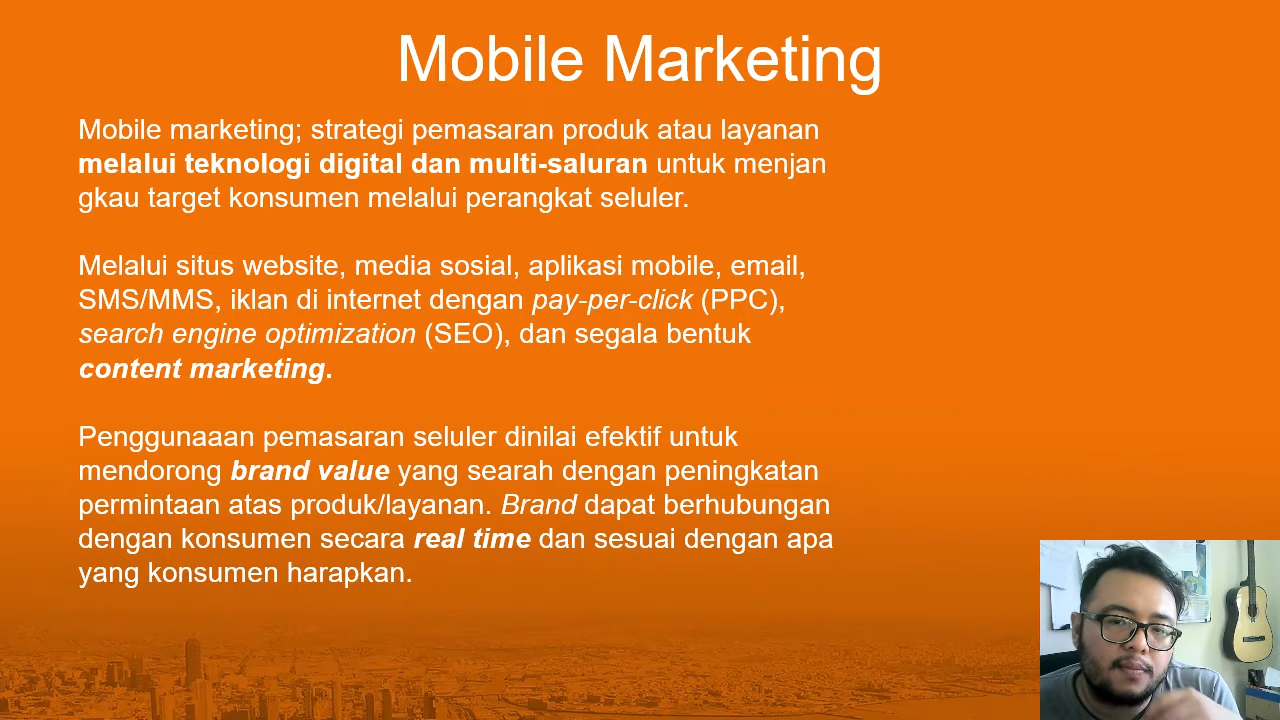 Mobile Marketing
Mobile marketing; strategi pemasaran produk atau layanan
melalui teknologi digital dan multi-saluran untuk menjan
gkau target konsumen melalui perangkat seluler.
Melalui situs website, media sosial, aplikasi mobile, email,
SMS/MMS, iklan di internet dengan pay-per-click (PPC),
search engine optimization (SEO), dan segala bentuk
content marketing.
Penggunaaan pemasaran seluler dinilai efektif untuk
mendorong brand value yang searah dengan peningkatan
permintaan atas produk/layanan. Brand dapat berhubungan
dengan konsumen secara real time dan sesuai dengan apa
yang konsumen harapkan.